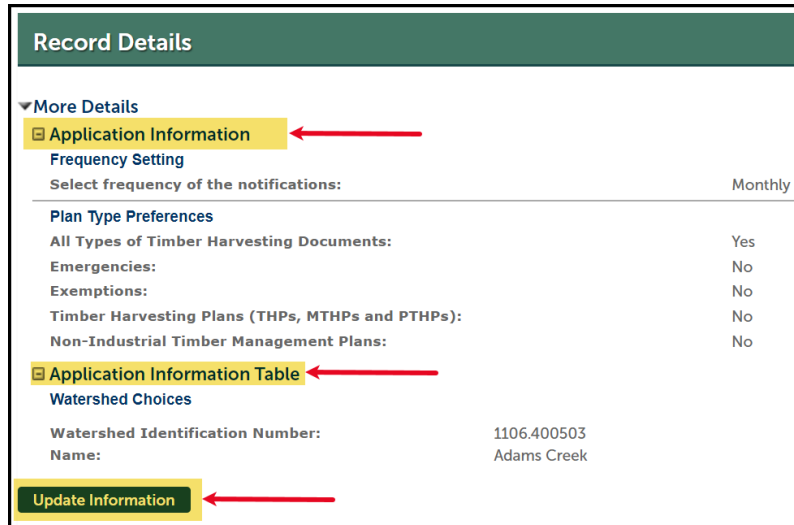 Record Details
More Details
Application Information
Frequency Setting
Select frequency of the notifications: Monthly
Plan Type Preferences
All Types of Timber Harvesting Documents: Yes
Emergencies: No
Exemptions: No
Timber Harvesting Plans (THPs, MTHPs and PTHPs): No
Non-Industrial Timber Management Plans: No
Application Information Table
Watershed Choices
Watershed Identification Number: 1106.400503
Name: Adams Creek
Update Information